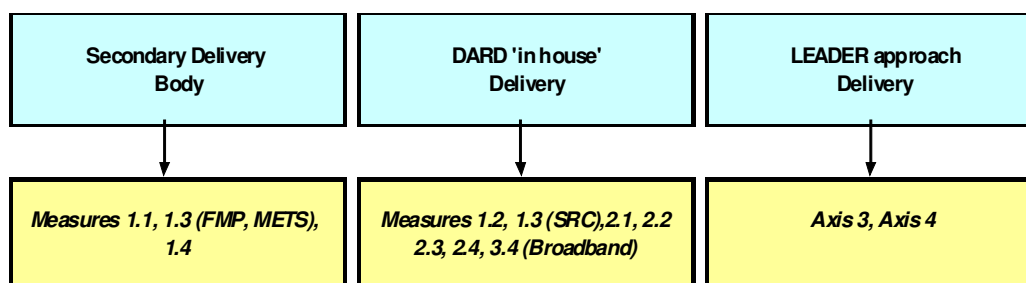 Secondary Delivery
Body
DARD 'in house'
Delivery
LEADER approach
Delivery
Measures 1.1, 1.3 (FMP, METS),
1.4
Measures 1.2, 1.3 (SRC),2.1, 2.2
2.3, 2.4, 3.4 (Broadband)
Axis 3, Axis 4